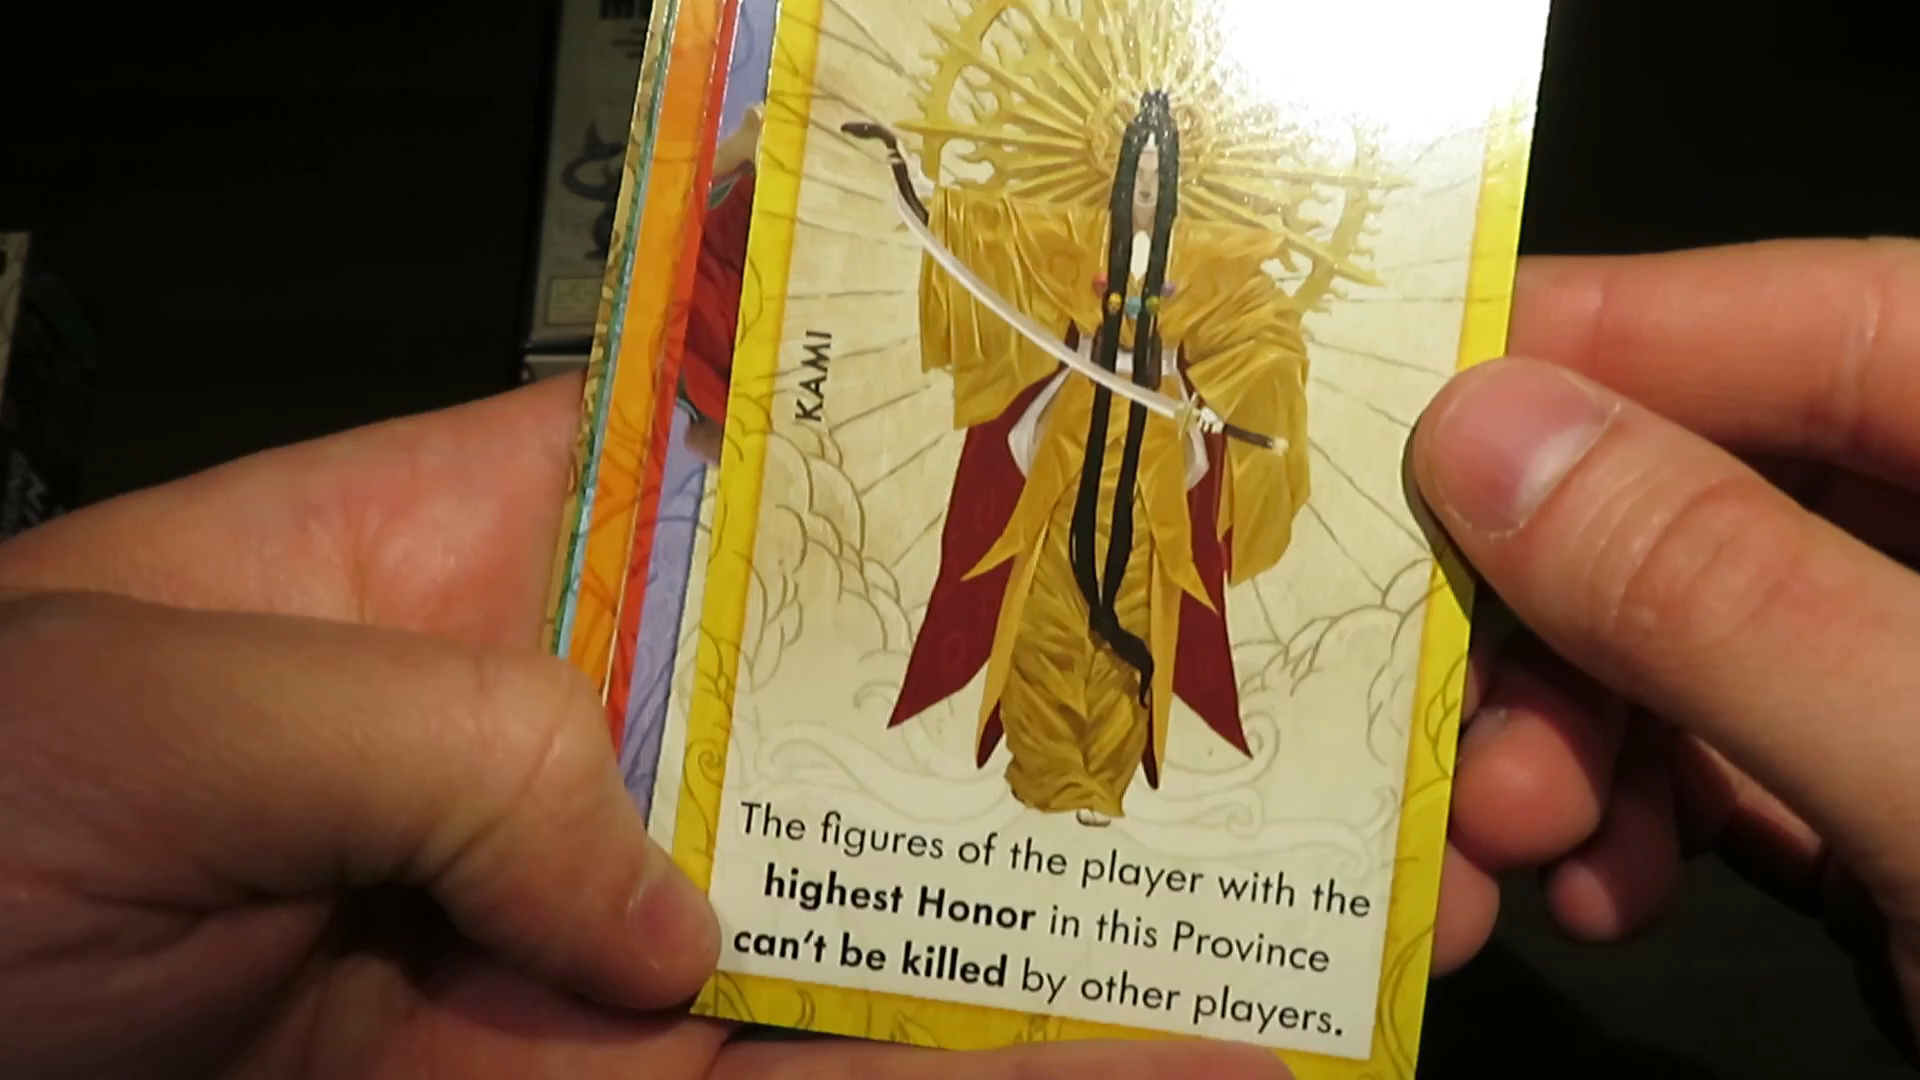 KAMI
The figures of the player with the
highest Honor in this Province
can't be killed by other players.